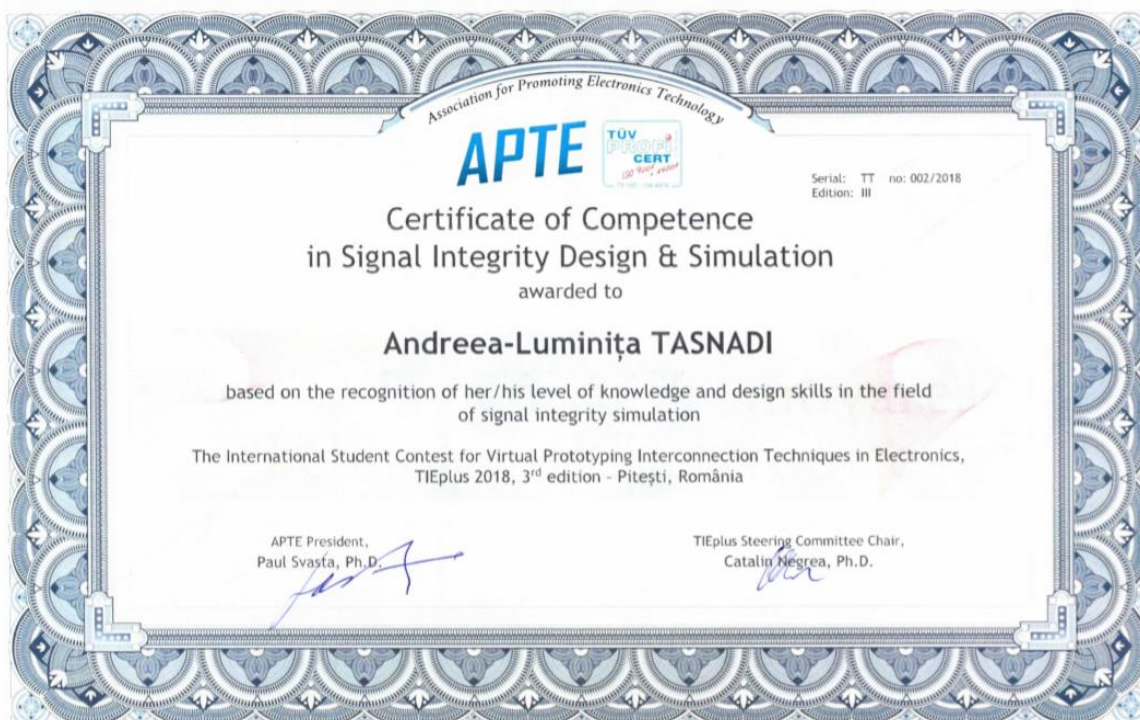 Association for Promoting Electronics Technology
APTE
TÜV
PROFI
CERT
ISO 9001
Serial: TT no: 002/2018
Edition: III
Certificate of Competence
in Signal Integrity Design & Simulation
awarded to
Andreea-Luminița TASNADI
based on the recognition of her/his level of knowledge and design skills in the field
of signal integrity simulation
The International Student Contest for Virtual Prototyping Interconnection Techniques in Electronics,
TIEplus 2018, 3rd edition - Pitești, România
APTE President,
Paul Svasta, Ph.D.
TIEplus Steering Committee Chair,
Catalin Negrea, Ph.D.